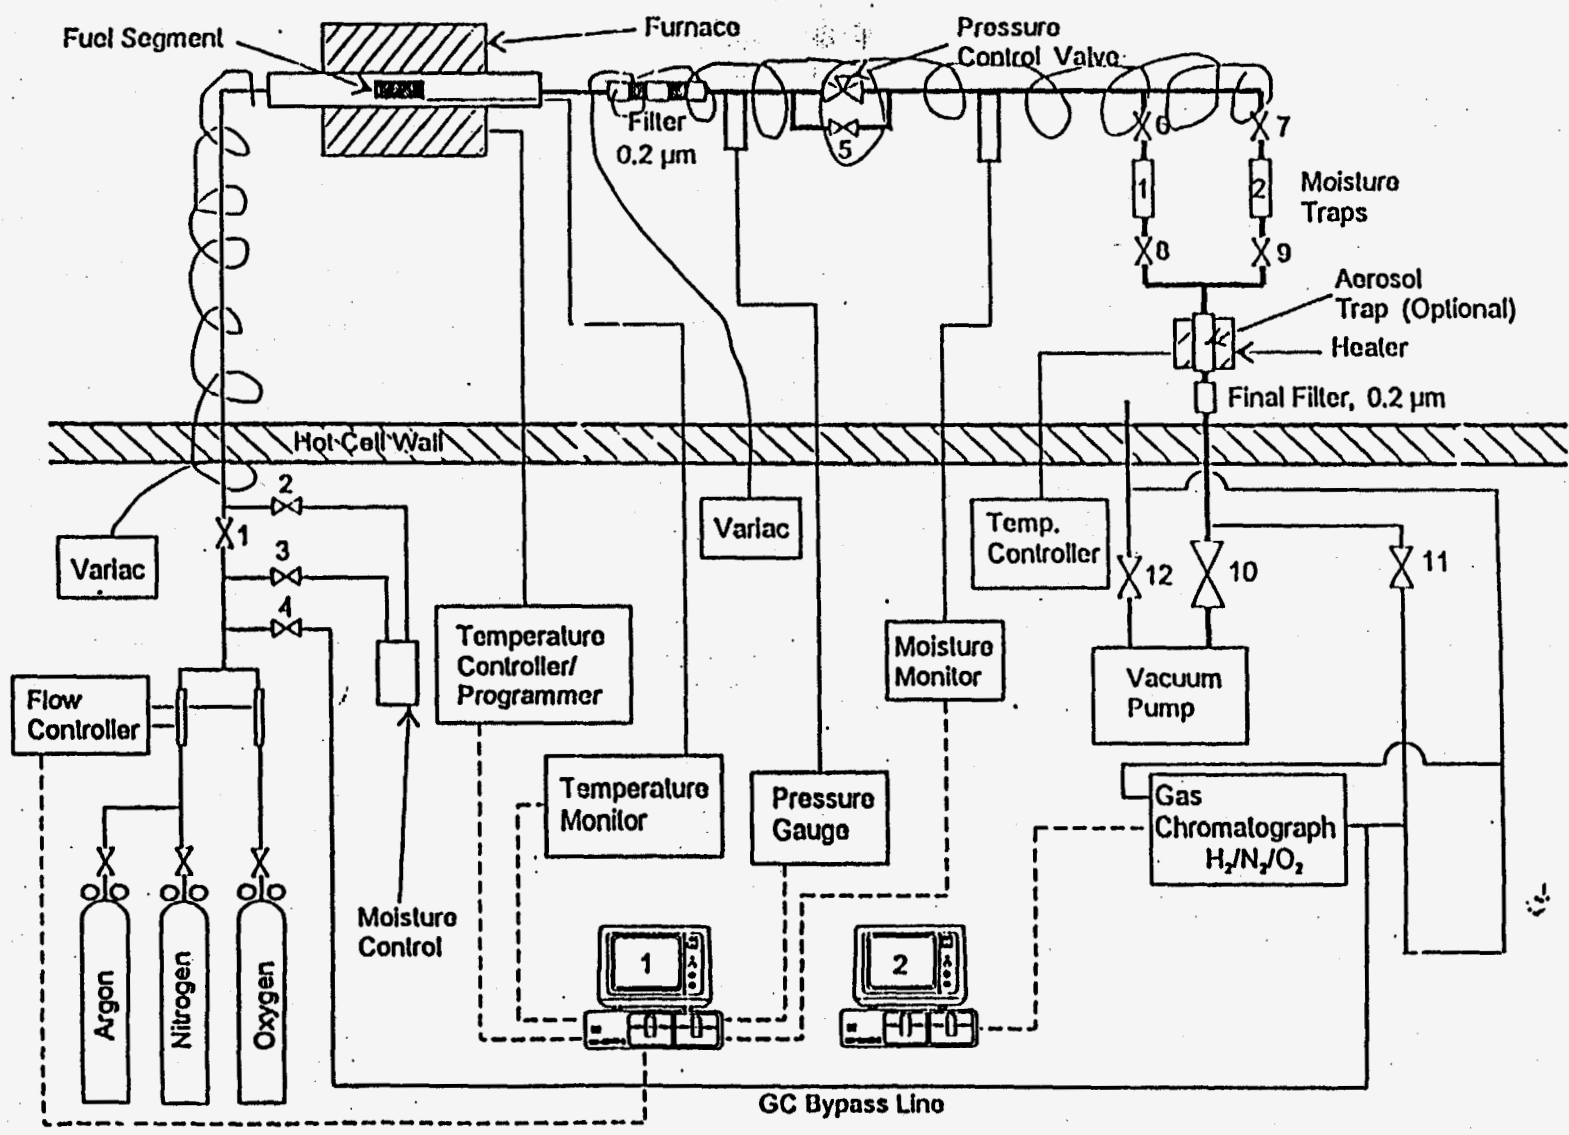 Fuel Segment
Furnace
Pressure
Control Valve
Filter
0.2 µm
5
6
7
1
2
Moisture
Traps
8
9
Aerosol
Trap (Optional)
Heater
Final Filter, 0.2 µm
Hot Cell Wall
2
1
3
4
Variac
Variac
Temp.
Controller
12
10
11
Temperature
Controller/
Programmer
Moisture
Monitor
Vacuum
Pump
Flow
Controller
Temperature
Monitor
Pressure
Gauge
Gas
Chromatograph
H₂/N₂/O₂
Moisture
Control
1
2
Argon
Nitrogen
Oxygen
GC Bypass Line